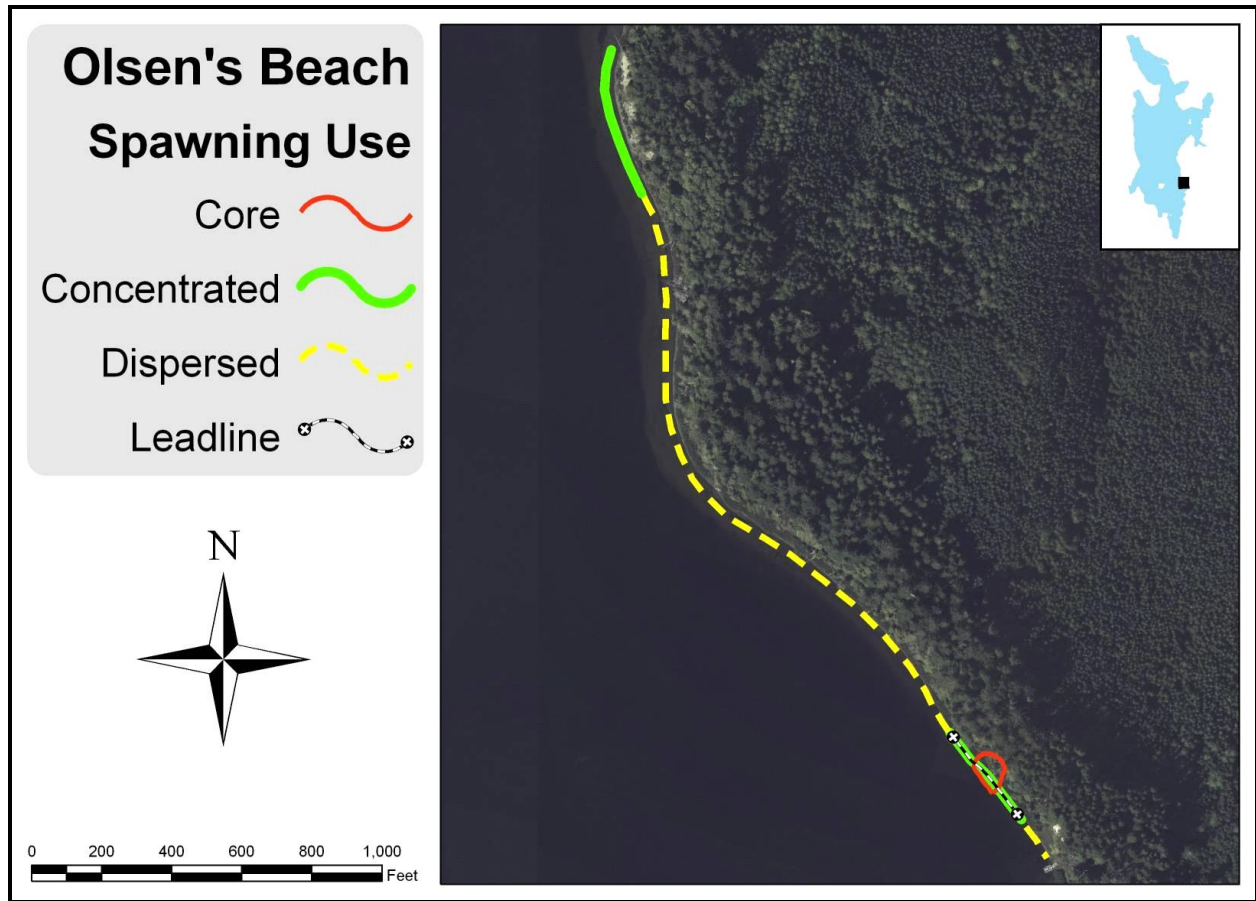 Olsen's Beach
Spawning Use
Core
Concentrated
Dispersed
Leadline
N
0 200 400 600 800 1,000
Feet